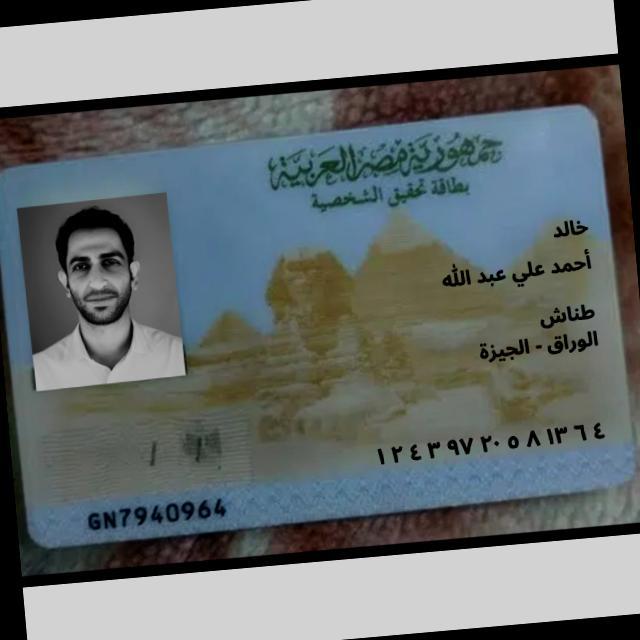 جمهورية مصر العربية
بطاقة تحقيق الشخصية
خالد
أحمد علي عبد الله
طناش
الوراق - الجيزة
١٢٤٣٩٧٢٠٥٨١٣٦٤
GN7940964